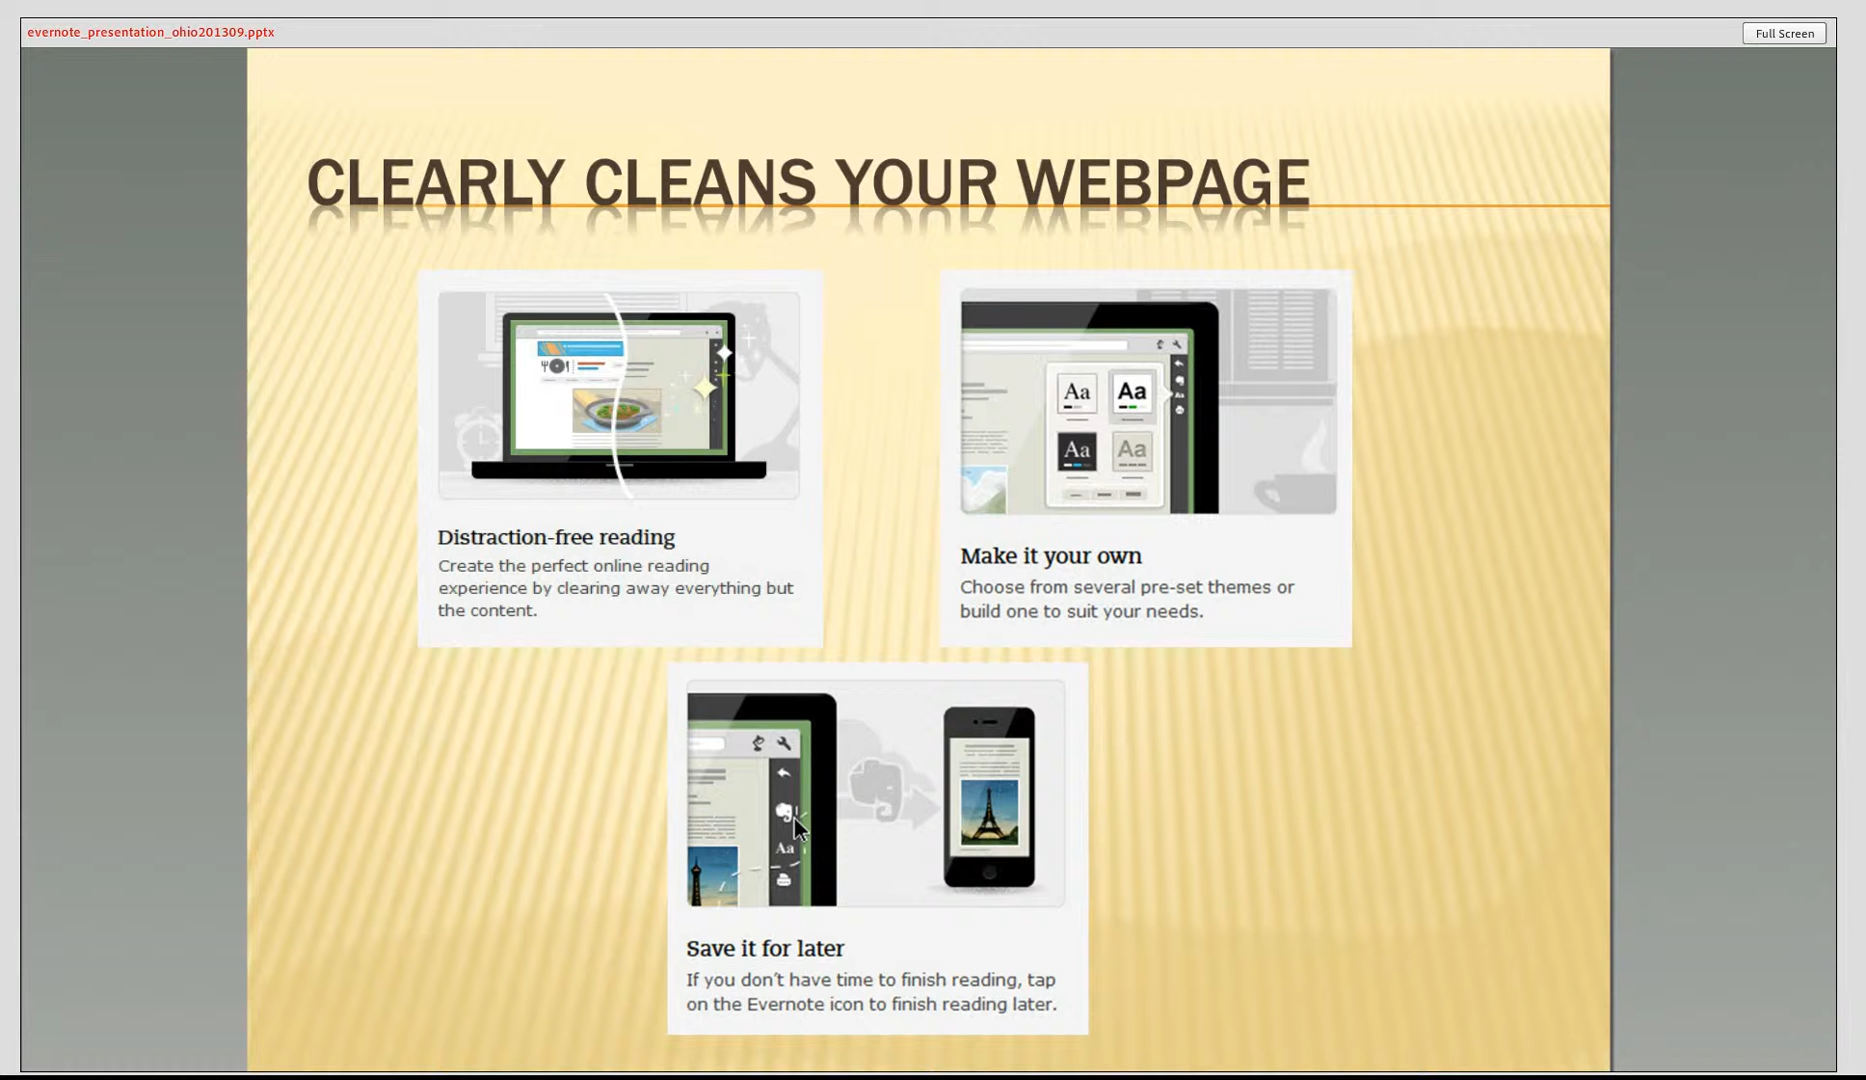 evernote_presentation_ohio201309.pptx
Full Screen
CLEARLY CLEANS YOUR WEBPAGE
Distraction-free reading
Create the perfect online reading
experience by clearing away everything but
the content.
Aa Aa
Aa
Aa Aa
Make it your own
Choose from several pre-set themes or
build one to suit your needs.
Aa
Save it for later
If you don't have time to finish reading, tap
on the Evernote icon to finish reading later.